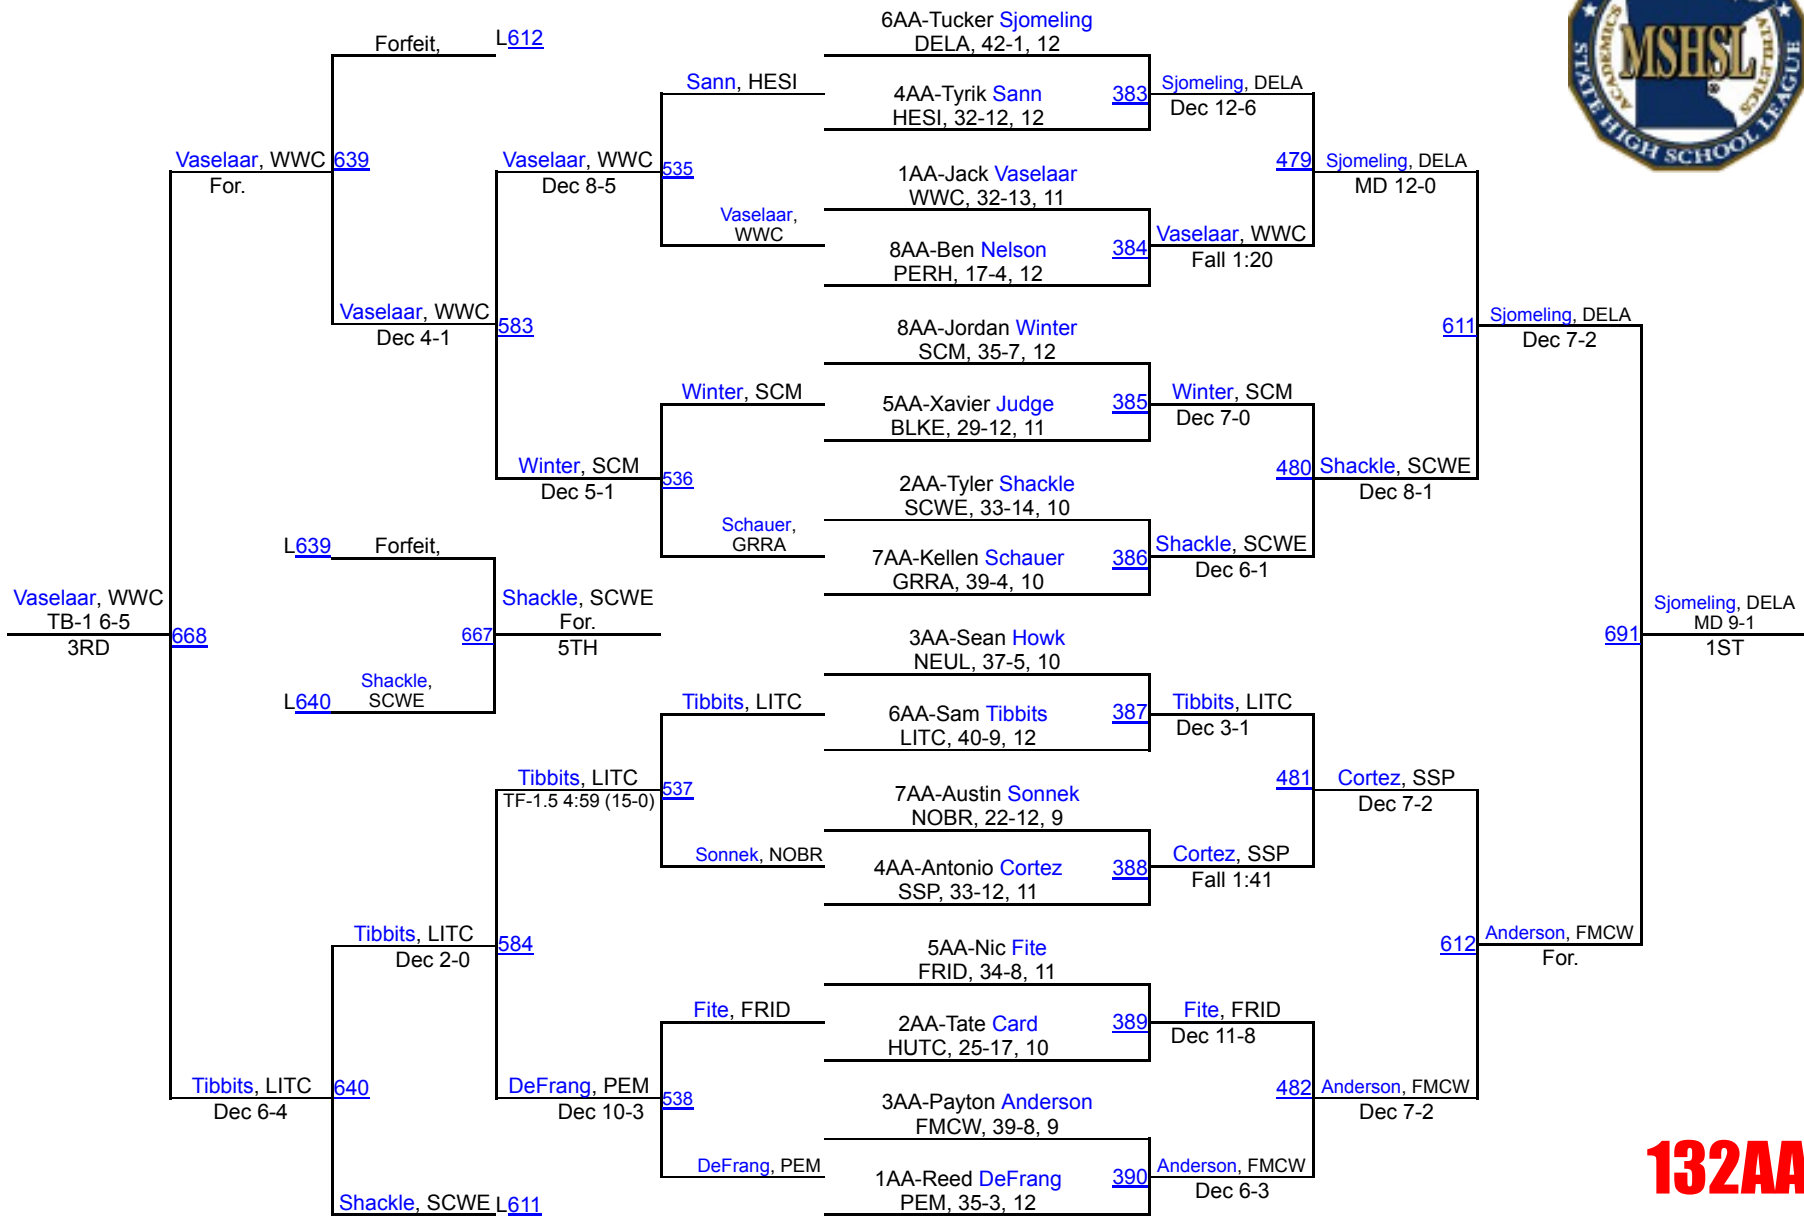 6AA-Tucker Sjomeling
DELA, 42-1, 12
Forfeit, L612
Sann, HESI
4AA-Tyrik Sann
HESI, 32-12, 12
383
Sjomeling, DELA
Dec 12-6
MSHSL
ACADEMICS
ATHLETICS
STATE HIGH SCHOOL LEAGUE
Vaselaar, WWC
For.
639
Vaselaar, WWC
Dec 8-5
535
1AA-Jack Vaselaar
WWC, 32-13, 11
479
Sjomeling, DELA
MD 12-0
Vaselaar,
WWC
8AA-Ben Nelson
PERH, 17-4, 12
384
Vaselaar, WWC
Fall 1:20
Vaselaar, WWC
Dec 4-1
583
8AA-Jordan Winter
SCM, 35-7, 12
611
Sjomeling, DELA
Dec 7-2
Winter, SCM
5AA-Xavier Judge
BLKE, 29-12, 11
385
Winter, SCM
Dec 7-0
Winter, SCM
Dec 5-1
536
2AA-Tyler Shackle
SCWE, 33-14, 10
480
Shackle, SCWE
Dec 8-1
Schauer,
GRRA
7AA-Kellen Schauer
GRRA, 39-4, 10
386
Shackle, SCWE
Dec 6-1
L639 Forfeit,
Vaselaar, WWC
TB-1 6-5
3RD
668
667
Shackle, SCWE
For.
5TH
3AA-Sean Howk
NEUL, 37-5, 10
691
Sjomeling, DELA
MD 9-1
1ST
L640
Shackle,
SCWE
Tibbits, LITC
6AA-Sam Tibbits
LITC, 40-9, 12
387
Tibbits, LITC
Dec 3-1
Tibbits, LITC
TF-1.5 4:59 (15-0)
537
7AA-Austin Sonnek
NOBR, 22-12, 9
481
Cortez, SSP
Dec 7-2
Sonnek, NOBR
4AA-Antonio Cortez
SSP, 33-12, 11
388
Cortez, SSP
Fall 1:41
Tibbits, LITC
Dec 2-0
584
5AA-Nic Fite
FRID, 34-8, 11
612
Anderson, FMCW
For.
Fite, FRID
2AA-Tate Card
HUTC, 25-17, 10
389
Fite, FRID
Dec 11-8
Tibbits, LITC
Dec 6-4
640
DeFrang, PEM
Dec 10-3
538
3AA-Payton Anderson
FMCW, 39-8, 9
482
Anderson, FMCW
Dec 7-2
DeFrang, PEM
1AA-Reed DeFrang
PEM, 35-3, 12
390
Anderson, FMCW
Dec 6-3
Shackle, SCWE L611
132AA